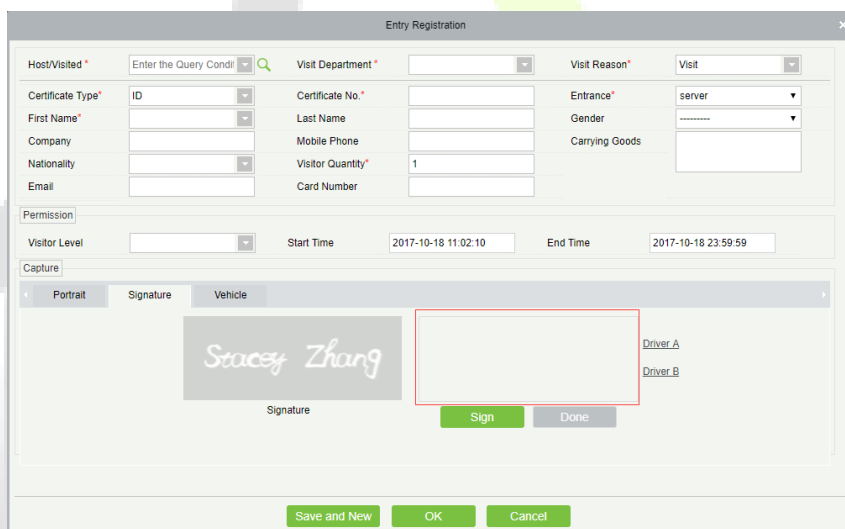 Entry Registration ×
Host/Visited * Enter the Query Condit Visit Department * Visit Reason* Visit
Certificate Type* ID Certificate No.* Entrance* server
First Name* Last Name Gender ---------
Company Mobile Phone Carrying Goods
Nationality Visitor Quantity* 1
Email Card Number
Permission
Visitor Level Start Time 2017-10-18 11:02:10 End Time 2017-10-18 23:59:59
Capture
Portrait Signature Vehicle
Stacey Zhang
Driver A
Driver B
Signature
Sign Done
Save and New OK Cancel